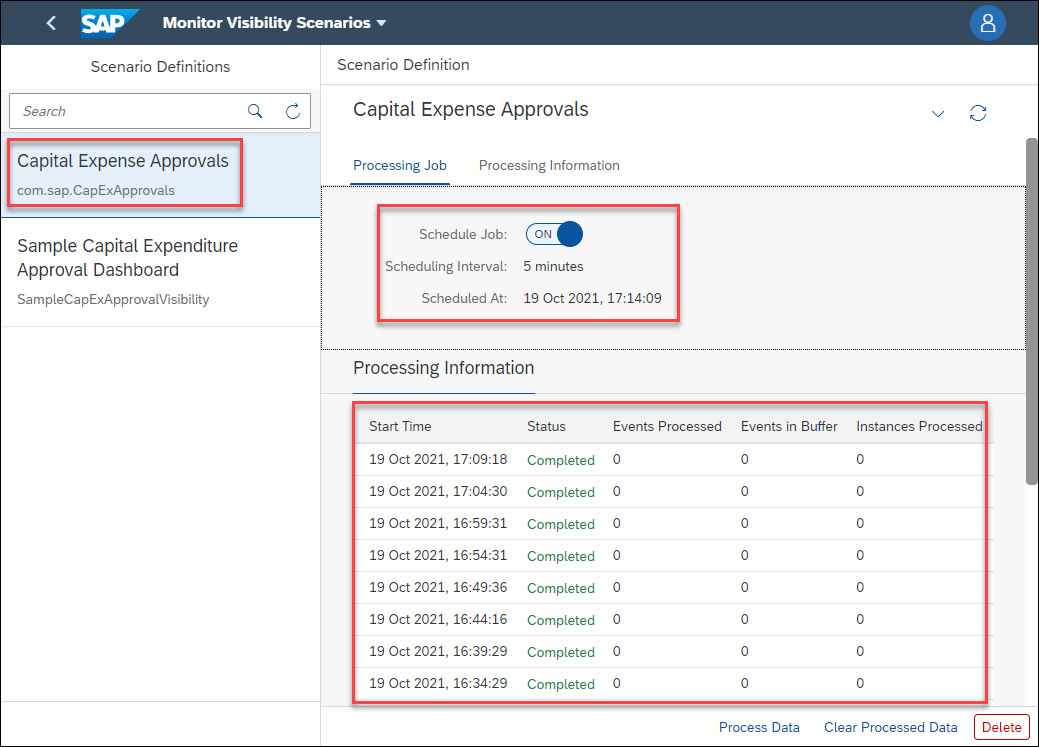 SAP Monitor Visibility Scenarios
Scenario Definitions
Search
Capital Expense Approvals
com.sap.CapExApprovals
Sample Capital Expenditure
Approval Dashboard
SampleCapExApprovalVisibility
Scenario Definition
Capital Expense Approvals
Processing Job Processing Information
Schedule Job: ON
Scheduling Interval: 5 minutes
Scheduled At: 19 Oct 2021, 17:14:09
Processing Information
Start Time Status Events Processed Events in Buffer Instances Processed
19 Oct 2021, 17:09:18 Completed 0 0 0
19 Oct 2021, 17:04:30 Completed 0 0 0
19 Oct 2021, 16:59:31 Completed 0 0 0
19 Oct 2021, 16:54:31 Completed 0 0 0
19 Oct 2021, 16:49:36 Completed 0 0 0
19 Oct 2021, 16:44:16 Completed 0 0 0
19 Oct 2021, 16:39:29 Completed 0 0 0
19 Oct 2021, 16:34:29 Completed 0 0 0
Process Data Clear Processed Data Delete